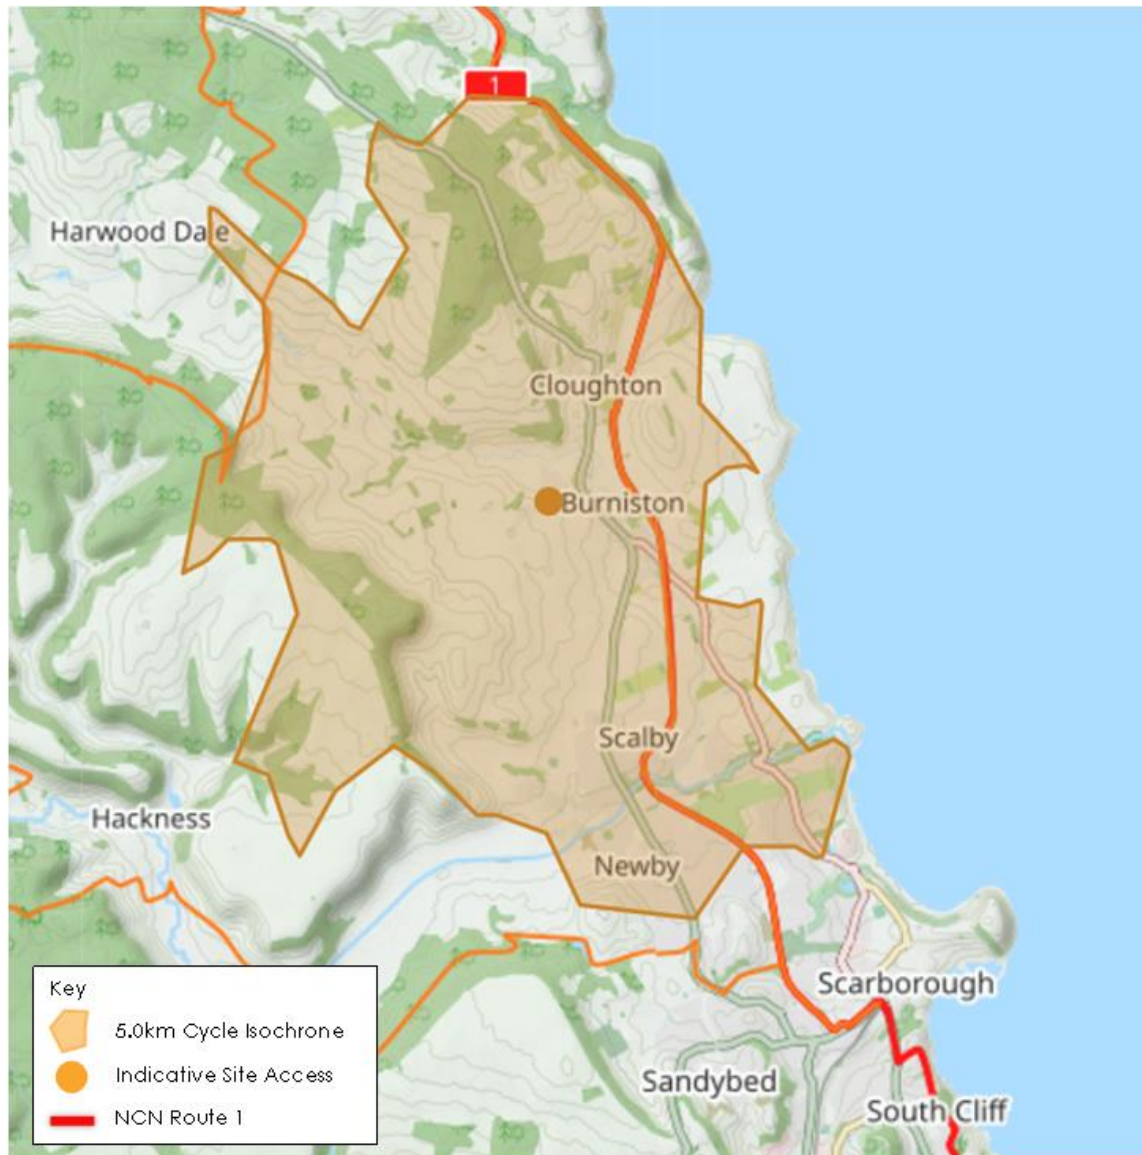 1
Harwood Dale
Cloughton
Burniston
Scalby
Hackness
Newby
Scarborough
Sandybed
South Cliff
Key
5.0km Cycle Isochrone
Indicative Site Access
NCN Route 1